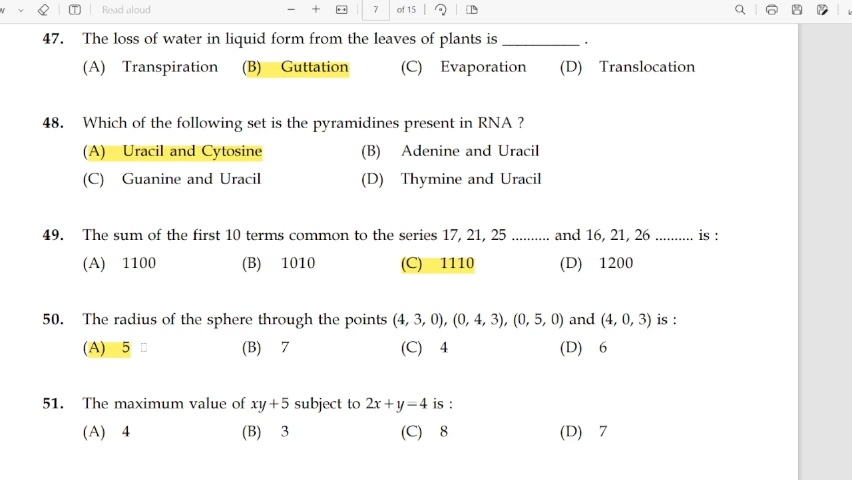 Read aloud 7 of 15
47. The loss of water in liquid form from the leaves of plants is __________ .
(A) Transpiration (B) Guttation (C) Evaporation (D) Translocation
48. Which of the following set is the pyramidines present in RNA ?
(A) Uracil and Cytosine (B) Adenine and Uracil
(C) Guanine and Uracil (D) Thymine and Uracil
49. The sum of the first 10 terms common to the series 17, 21, 25 .......... and 16, 21, 26 .......... is :
(A) 1100 (B) 1010 (C) 1110 (D) 1200
50. The radius of the sphere through the points (4, 3, 0), (0, 4, 3), (0, 5, 0) and (4, 0, 3) is :
(A) 5 (B) 7 (C) 4 (D) 6
51. The maximum value of xy+5 subject to 2x+y=4 is :
(A) 4 (B) 3 (C) 8 (D) 7